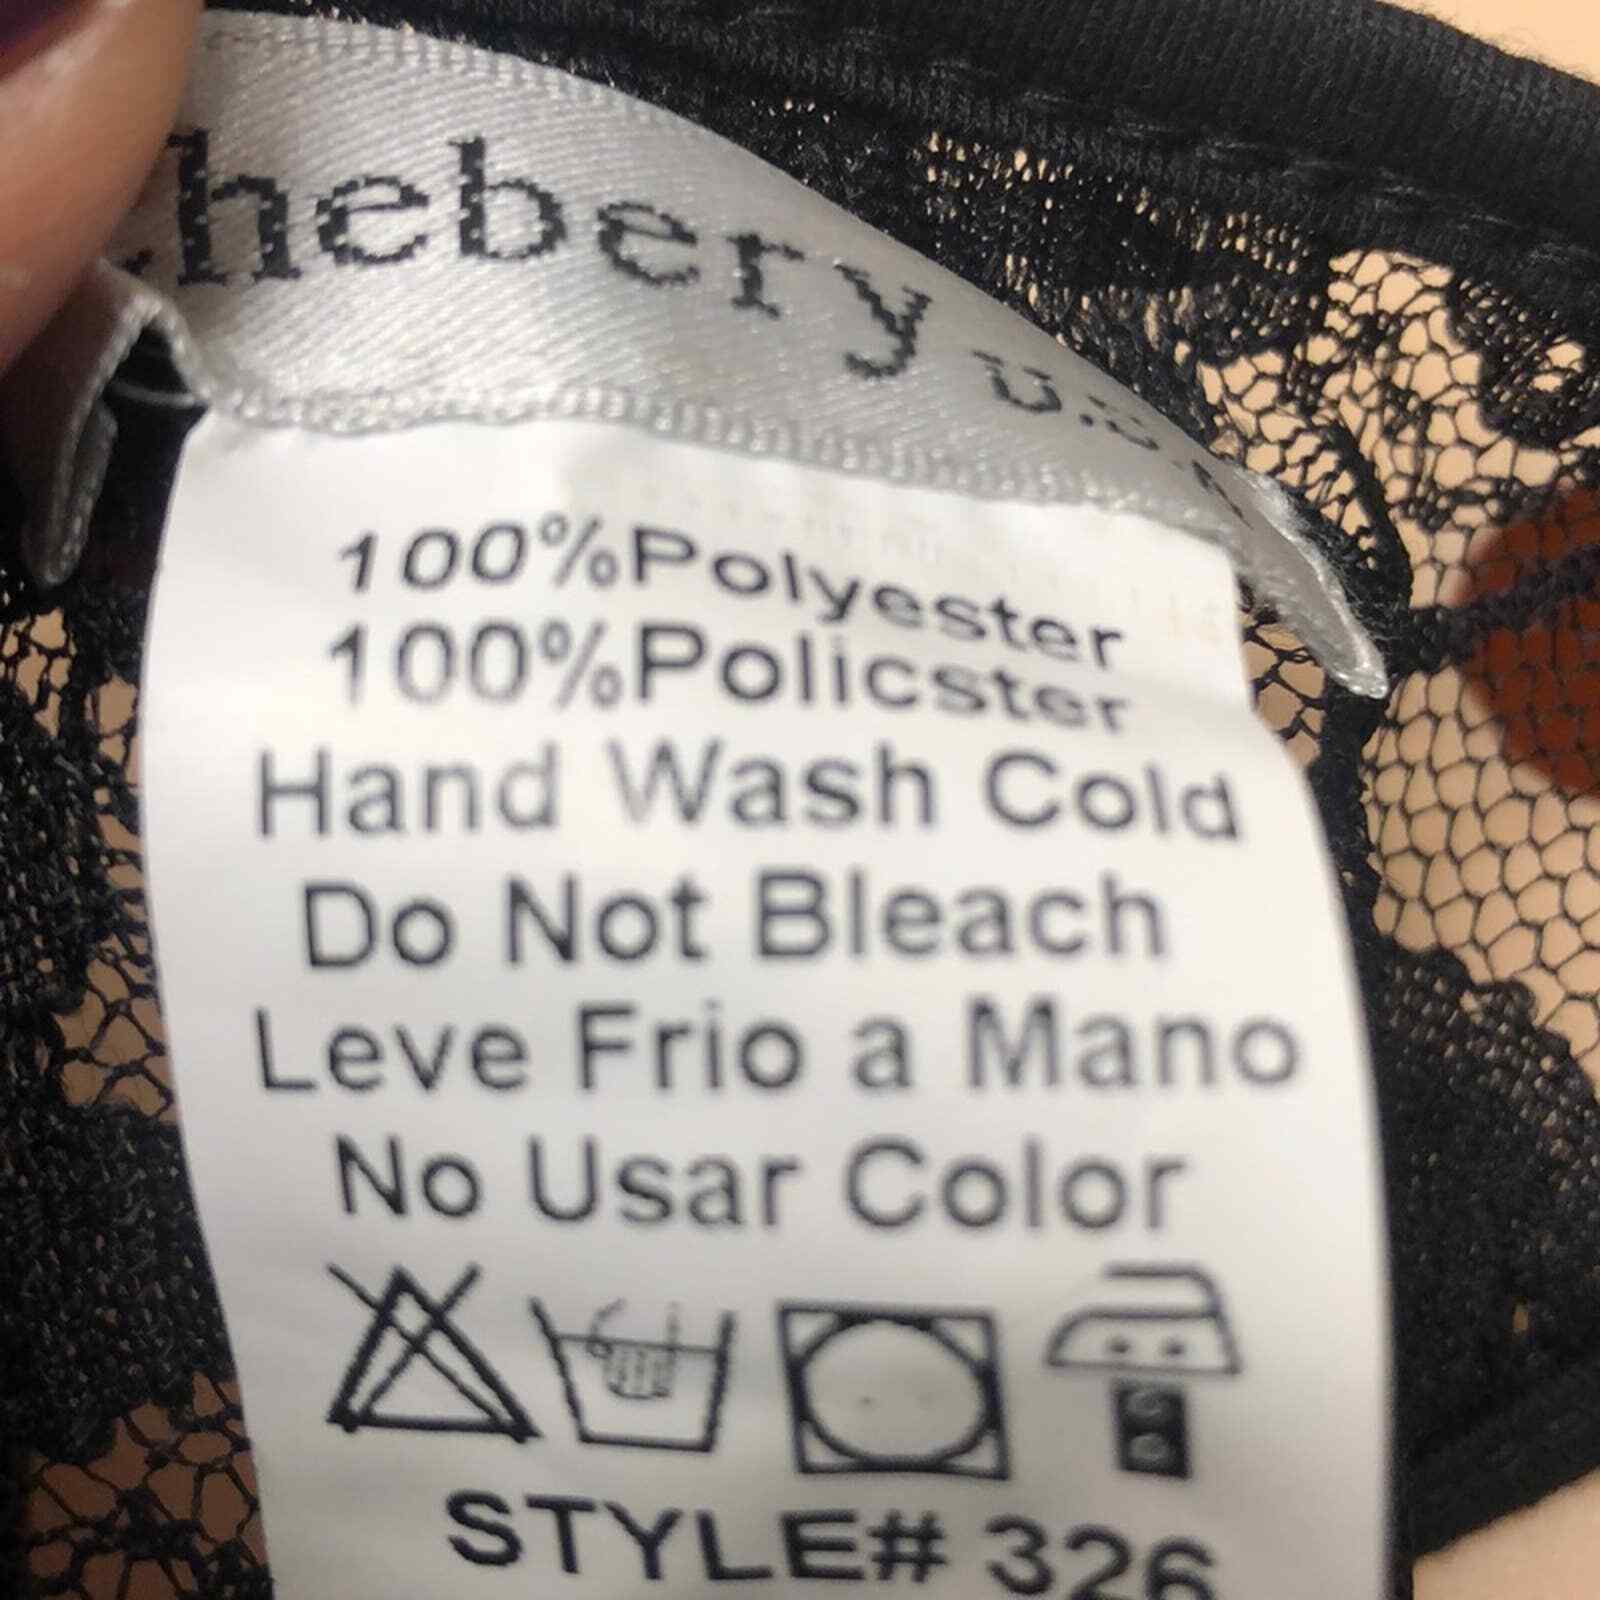 hebery U.S.
100%Polyester
100%Policster
Hand Wash Cold
Do Not Bleach
Leve Frio a Mano
No Usar Color
STYLE# 326